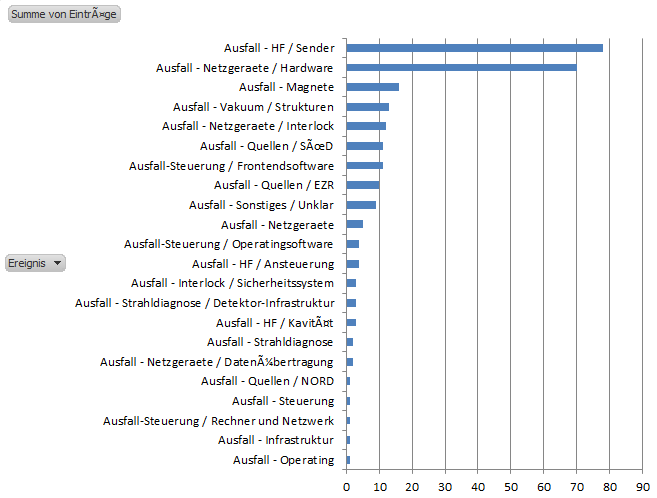 Summe von EintrÃ¤ge
Ausfall - HF / Sender
Ausfall - Netzgeraete / Hardware
Ausfall - Magnete
Ausfall - Vakuum / Strukturen
Ausfall - Netzgeraete / Interlock
Ausfall - Quellen / SÃœD
Ausfall-Steuerung / Frontendsoftware
Ausfall - Quellen / EZR
Ausfall - Sonstiges / Unklar
Ausfall - Netzgeraete
Ausfall-Steuerung / Operatingsoftware
Ereignis
Ausfall - HF / Ansteuerung
Ausfall - Interlock / Sicherheitssystem
Ausfall - Strahldiagnose / Detektor-Infrastruktur
Ausfall - HF / KavitÃ¤t
Ausfall - Strahldiagnose
Ausfall - Netzgeraete / DatenÃ¼bertragung
Ausfall - Quellen / NORD
Ausfall - Steuerung
Ausfall-Steuerung / Rechner und Netzwerk
Ausfall - Infrastruktur
Ausfall - Operating
0 10 20 30 40 50 60 70 80 90